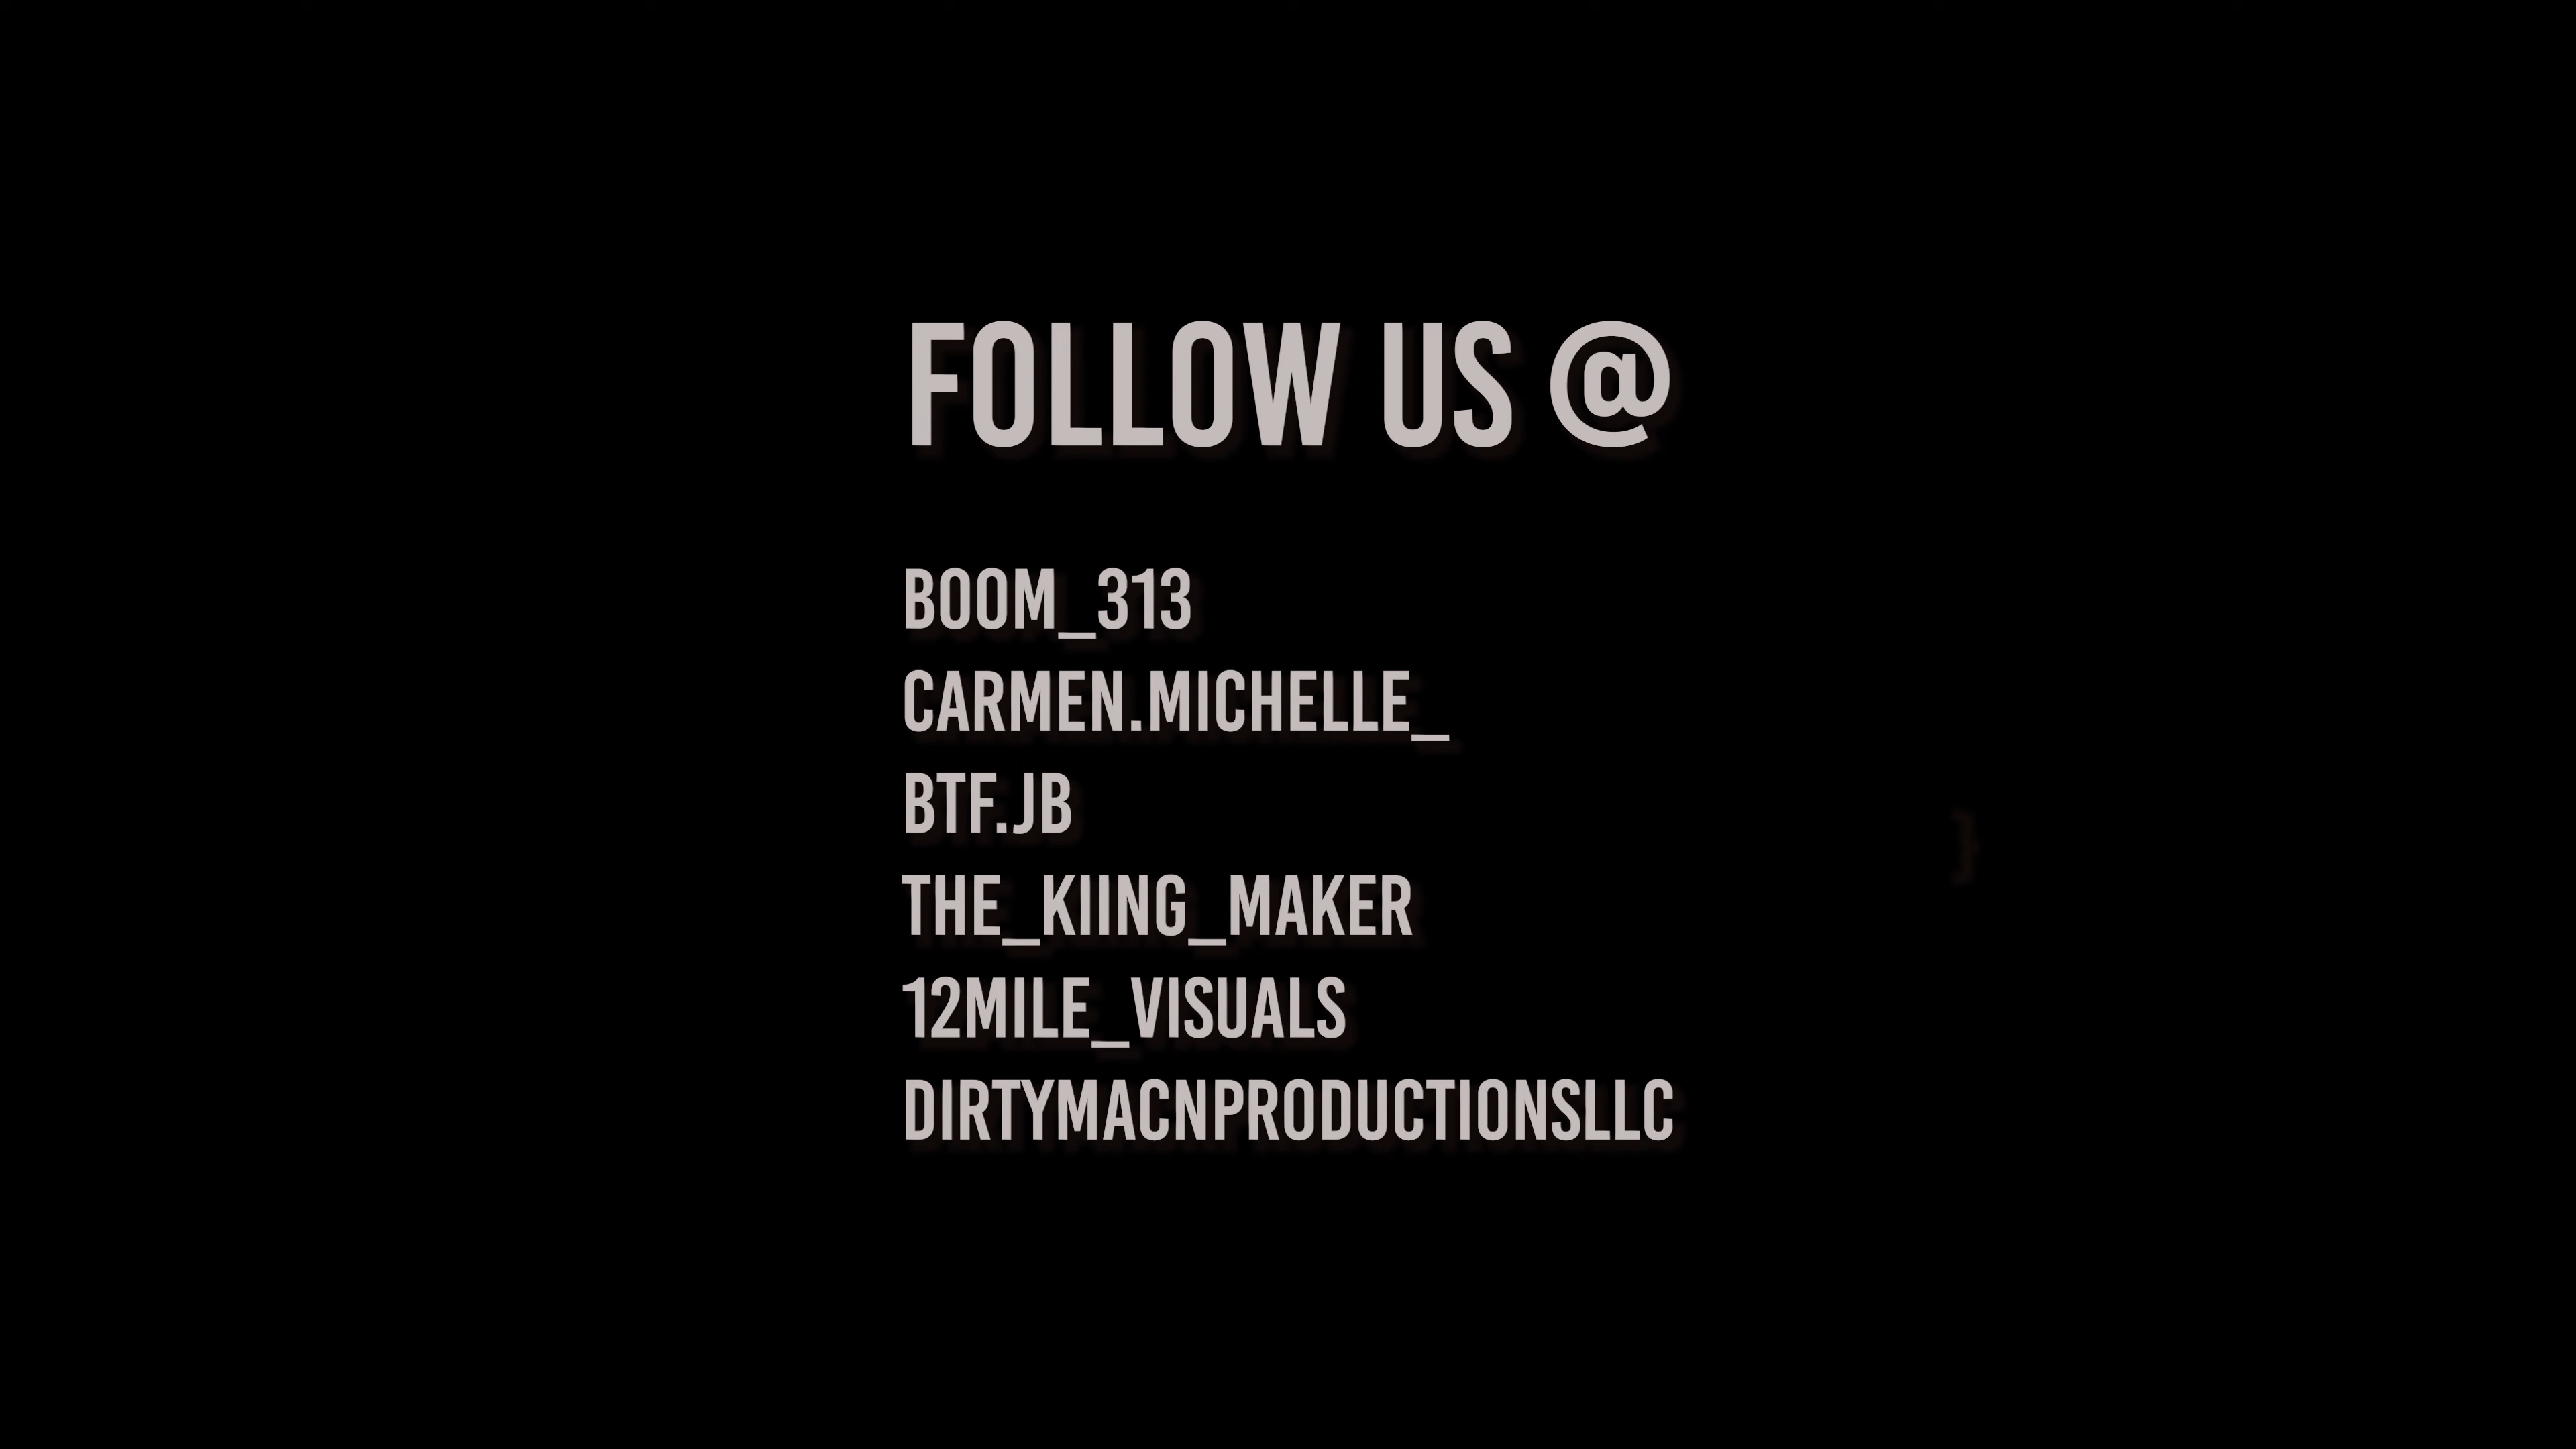 FOLLOW US @
BOOM_313
CARMEN.MICHELLE_
BTF.JB
THE_KIING_MAKER
12MILE_VISUALS
DIRTYMACNPRODUCTIONSLLC
}